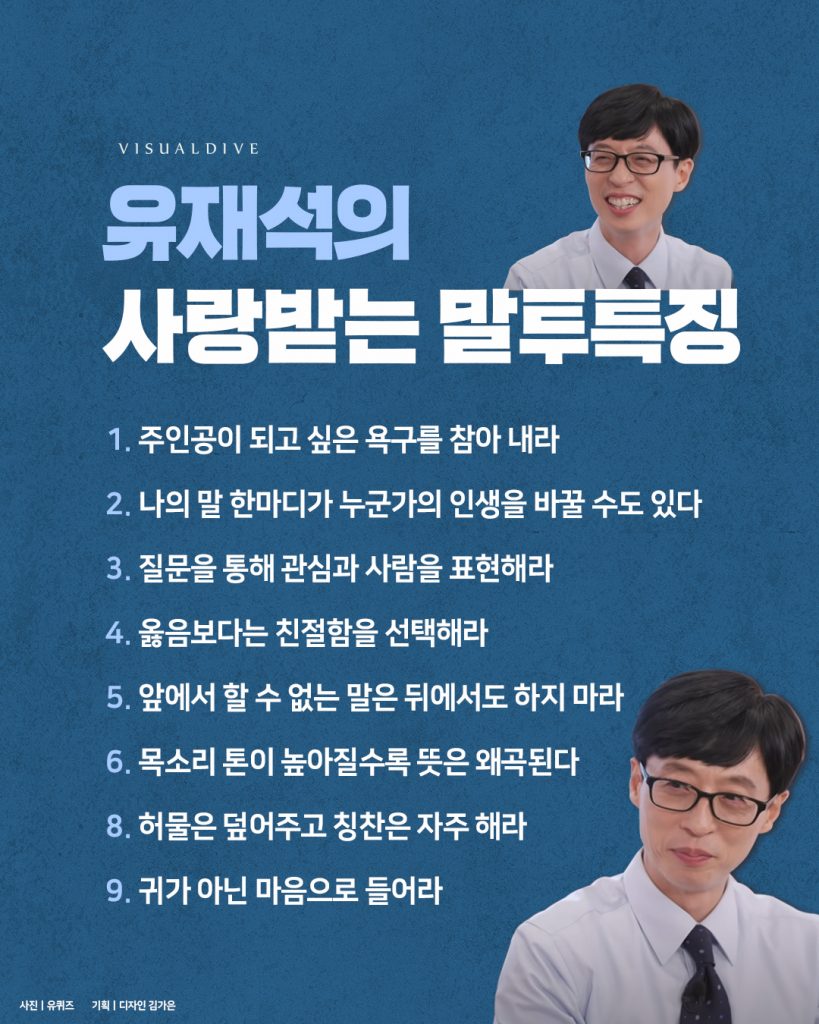 VISUALDIVE
유재석의
사랑받는 말투특징
1. 주인공이 되고 싶은 욕구를 참아 내라
2. 나의 말 한마디가 누군가의 인생을 바꿀 수도 있다
3. 질문을 통해 관심과 사람을 표현해라
4. 옳음보다는 친절함을 선택해라
5. 앞에서 할 수 없는 말은 뒤에서도 하지 마라
6. 목소리 톤이 높아질수록 뜻은 왜곡된다
8. 허물은 덮어주고 칭찬은 자주 해라
9. 귀가 아닌 마음으로 들어라
사진 | 유퀴즈 기획 | 디자인 김가은